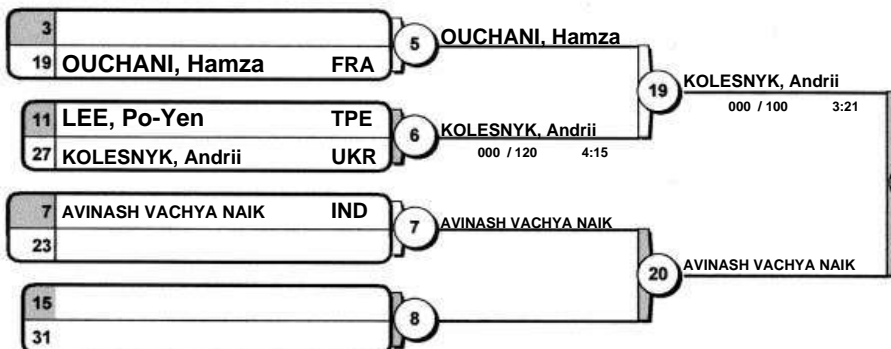 3
19 OUCHANI, Hamza FRA
5 OUCHANI, Hamza
11 LEE, Po-Yen TPE
27 KOLESNYK, Andrii UKR
6 KOLESNYK, Andrii
000 / 120 4:15
19 KOLESNYK, Andrii
000 / 100 3:21
7 AVINASH VACHYA NAIK IND
23
7 AVINASH VACHYA NAIK
15
31
8
20 AVINASH VACHYA NAIK